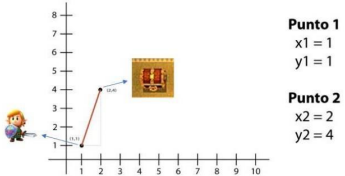 8
7
6
5
4
3
2
1
1 2 3 4 5 6 7 8 9 10
(2,4)
(1,1)
Punto 1
x1 = 1
y1 = 1
Punto 2
x2 = 2
y2 = 4